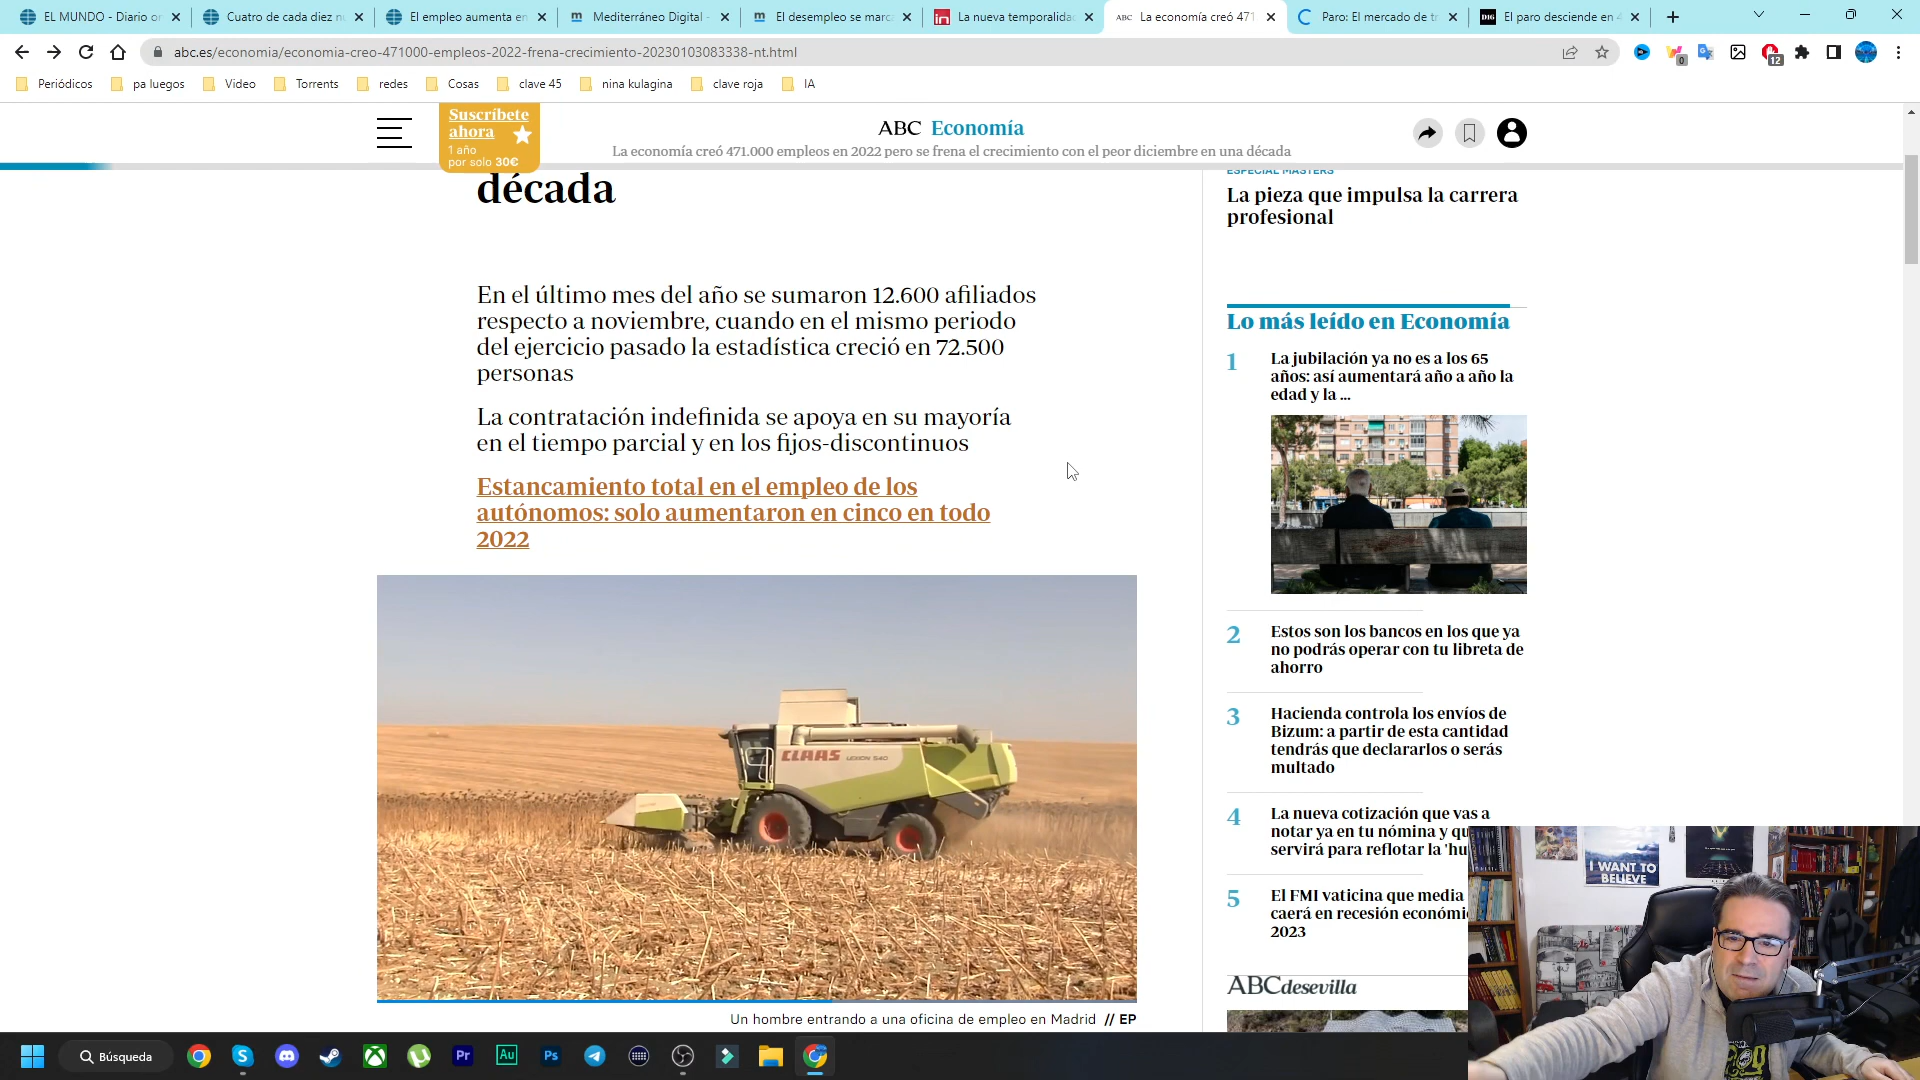 EL MUNDO - Diario or
Cuatro de cada diez n
El empleo aumenta en
Mediterráneo Digital -
El desempleo se marc
La nueva temporalida
ABC
La economía creó 471
Paro: El mercado de t
DIG
El paro desciende en
abc.es/economia/economia-creo-471000-empleos-2022-frena-crecimiento-20230103083338-nt.html
0
12
Periódicos
pa luegos
Video
Torrents
redes
Cosas
clave 45
nina kulagina
clave roja
IA
Suscríbete
ahora
1 año
por solo 30€
ABC Economía
La economía creó 471.000 empleos en 2022 pero se frena el crecimiento con el peor diciembre en una década
década
En el último mes del año se sumaron 12.600 afiliados
respecto a noviembre, cuando en el mismo periodo
del ejercicio pasado la estadística creció en 72.500
personas
La contratación indefinida se apoya en su mayoría
en el tiempo parcial y en los fijos-discontinuos
Estancamiento total en el empleo de los
autónomos: solo aumentaron en cinco en todo
2022
CLAAS LEXION 540
Un hombre entrando a una oficina de empleo en Madrid // EP
ESPECIAL MASTERS
La pieza que impulsa la carrera
profesional
Lo más leído en Economía
1
La jubilación ya no es a los 65
años: así aumentará año a año la
edad y la ...
2
Estos son los bancos en los que ya
no podrás operar con tu libreta de
ahorro
3
Hacienda controla los envíos de
Bizum: a partir de esta cantidad
tendrás que declararlos o serás
multado
4
La nueva cotización que vas a
notar ya en tu nómina y qu
servirá para reflotar la 'hu
5
El FMI vaticina que media
caerá en recesión económi
2023
ABCdesevilla
I WANT TO
BELIEVE
Búsqueda
Pr
Au
Ps